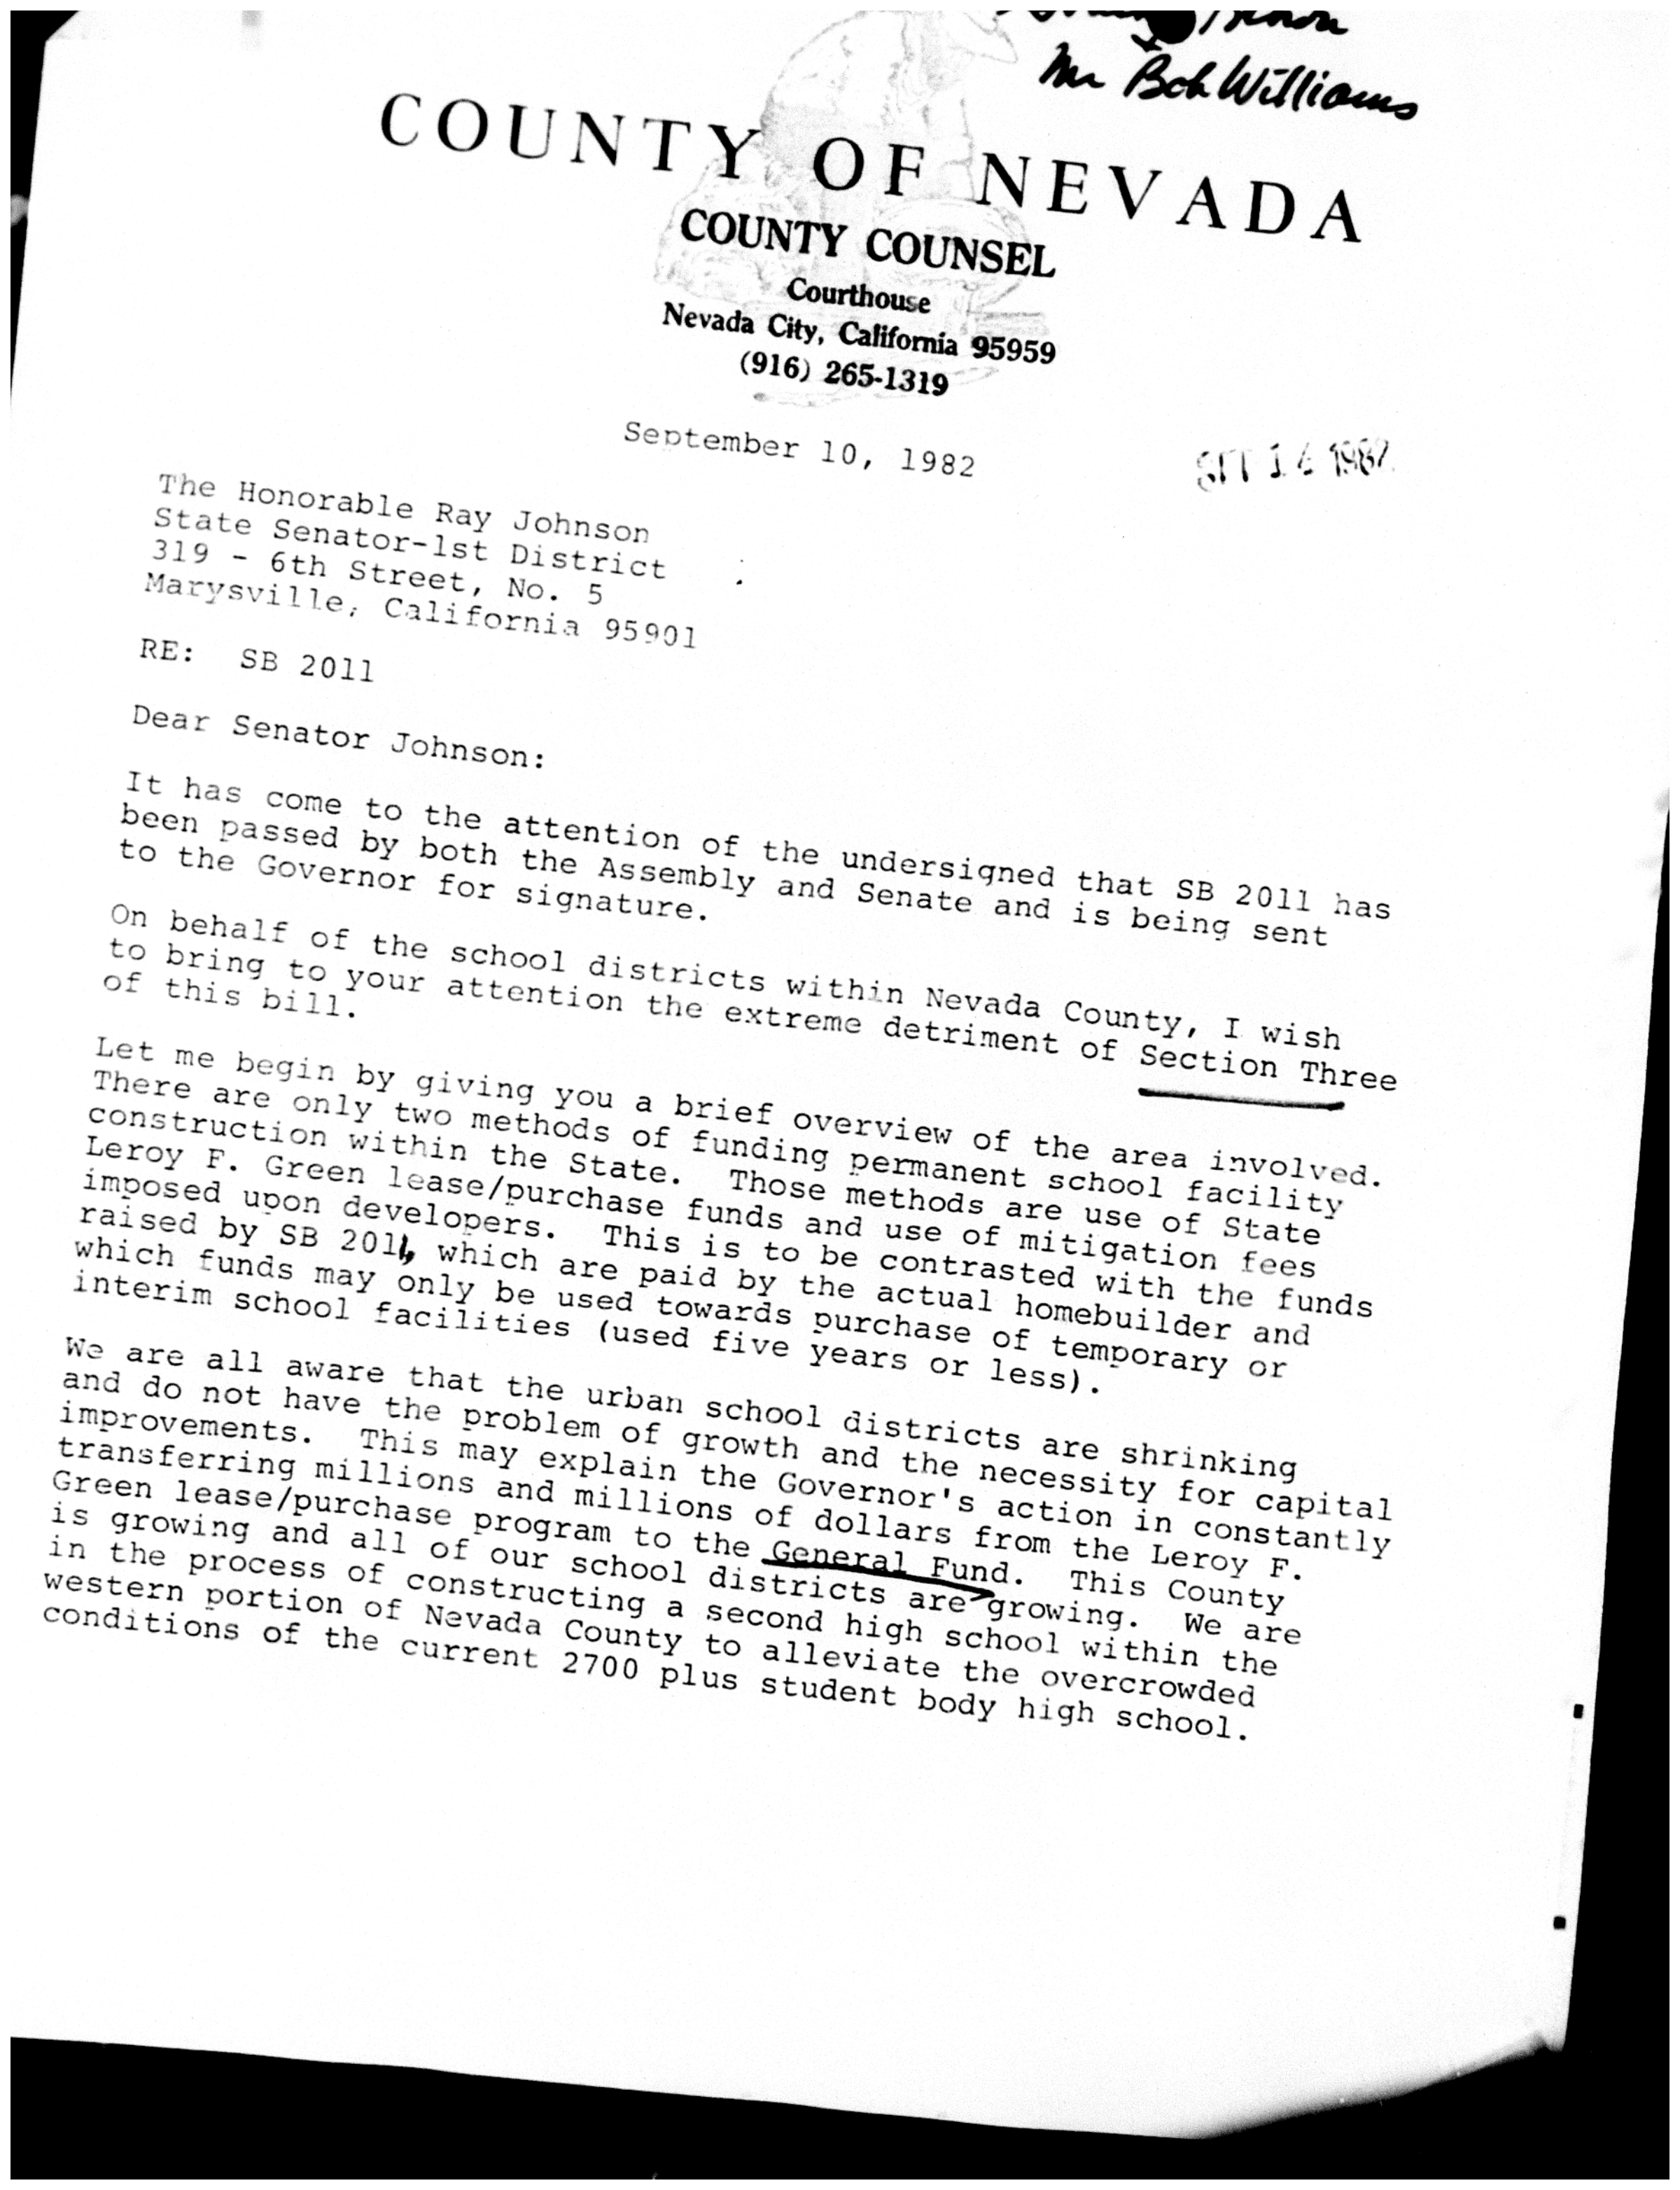 Mr Bob Williams
COUNTY OF NEVADA
COUNTY COUNSEL
Courthouse
Nevada City, California 95959
(916) 265-1319
September 10, 1982
14 1982
The Honorable Ray Johnson
State Senator-1st District
319 - 6th Street, No. 5
Marysville, California 95901
RE: SB 2011
Dear Senator Johnson:
It has come to the attention of the undersigned that SB 2011 has
been passed by both the Assembly and Senate and is being sent
to the Governor for signature.
On behalf of the school districts within Nevada County, I wish
to bring to your attention the extreme detriment of Section Three
of this bill.
Let me begin by giving you a brief overview of the area involved.
There are only two methods of funding permanent school facility
construction within the State. Those methods are use of State
Leroy F. Green lease/purchase funds and use of mitigation fees
imposed upon developers. This is to be contrasted with the funds
raised by SB 201, which are paid by the actual homebuilder and
which funds may only be used towards purchase of temporary or
interim school facilities (used five years or less).
We are all aware that the urban school districts are shrinking
and do not have the problem of growth and the necessity for capital
improvements. This may explain the Governor's action in constantly
transferring millions and millions of dollars from the Leroy F.
Green lease/purchase program to the General Fund. This County
is growing and all of our school districts are growing. We are
in the process of constructing a second high school within the
western portion of Nevada County to alleviate the overcrowded
conditions of the current 2700 plus student body high school.